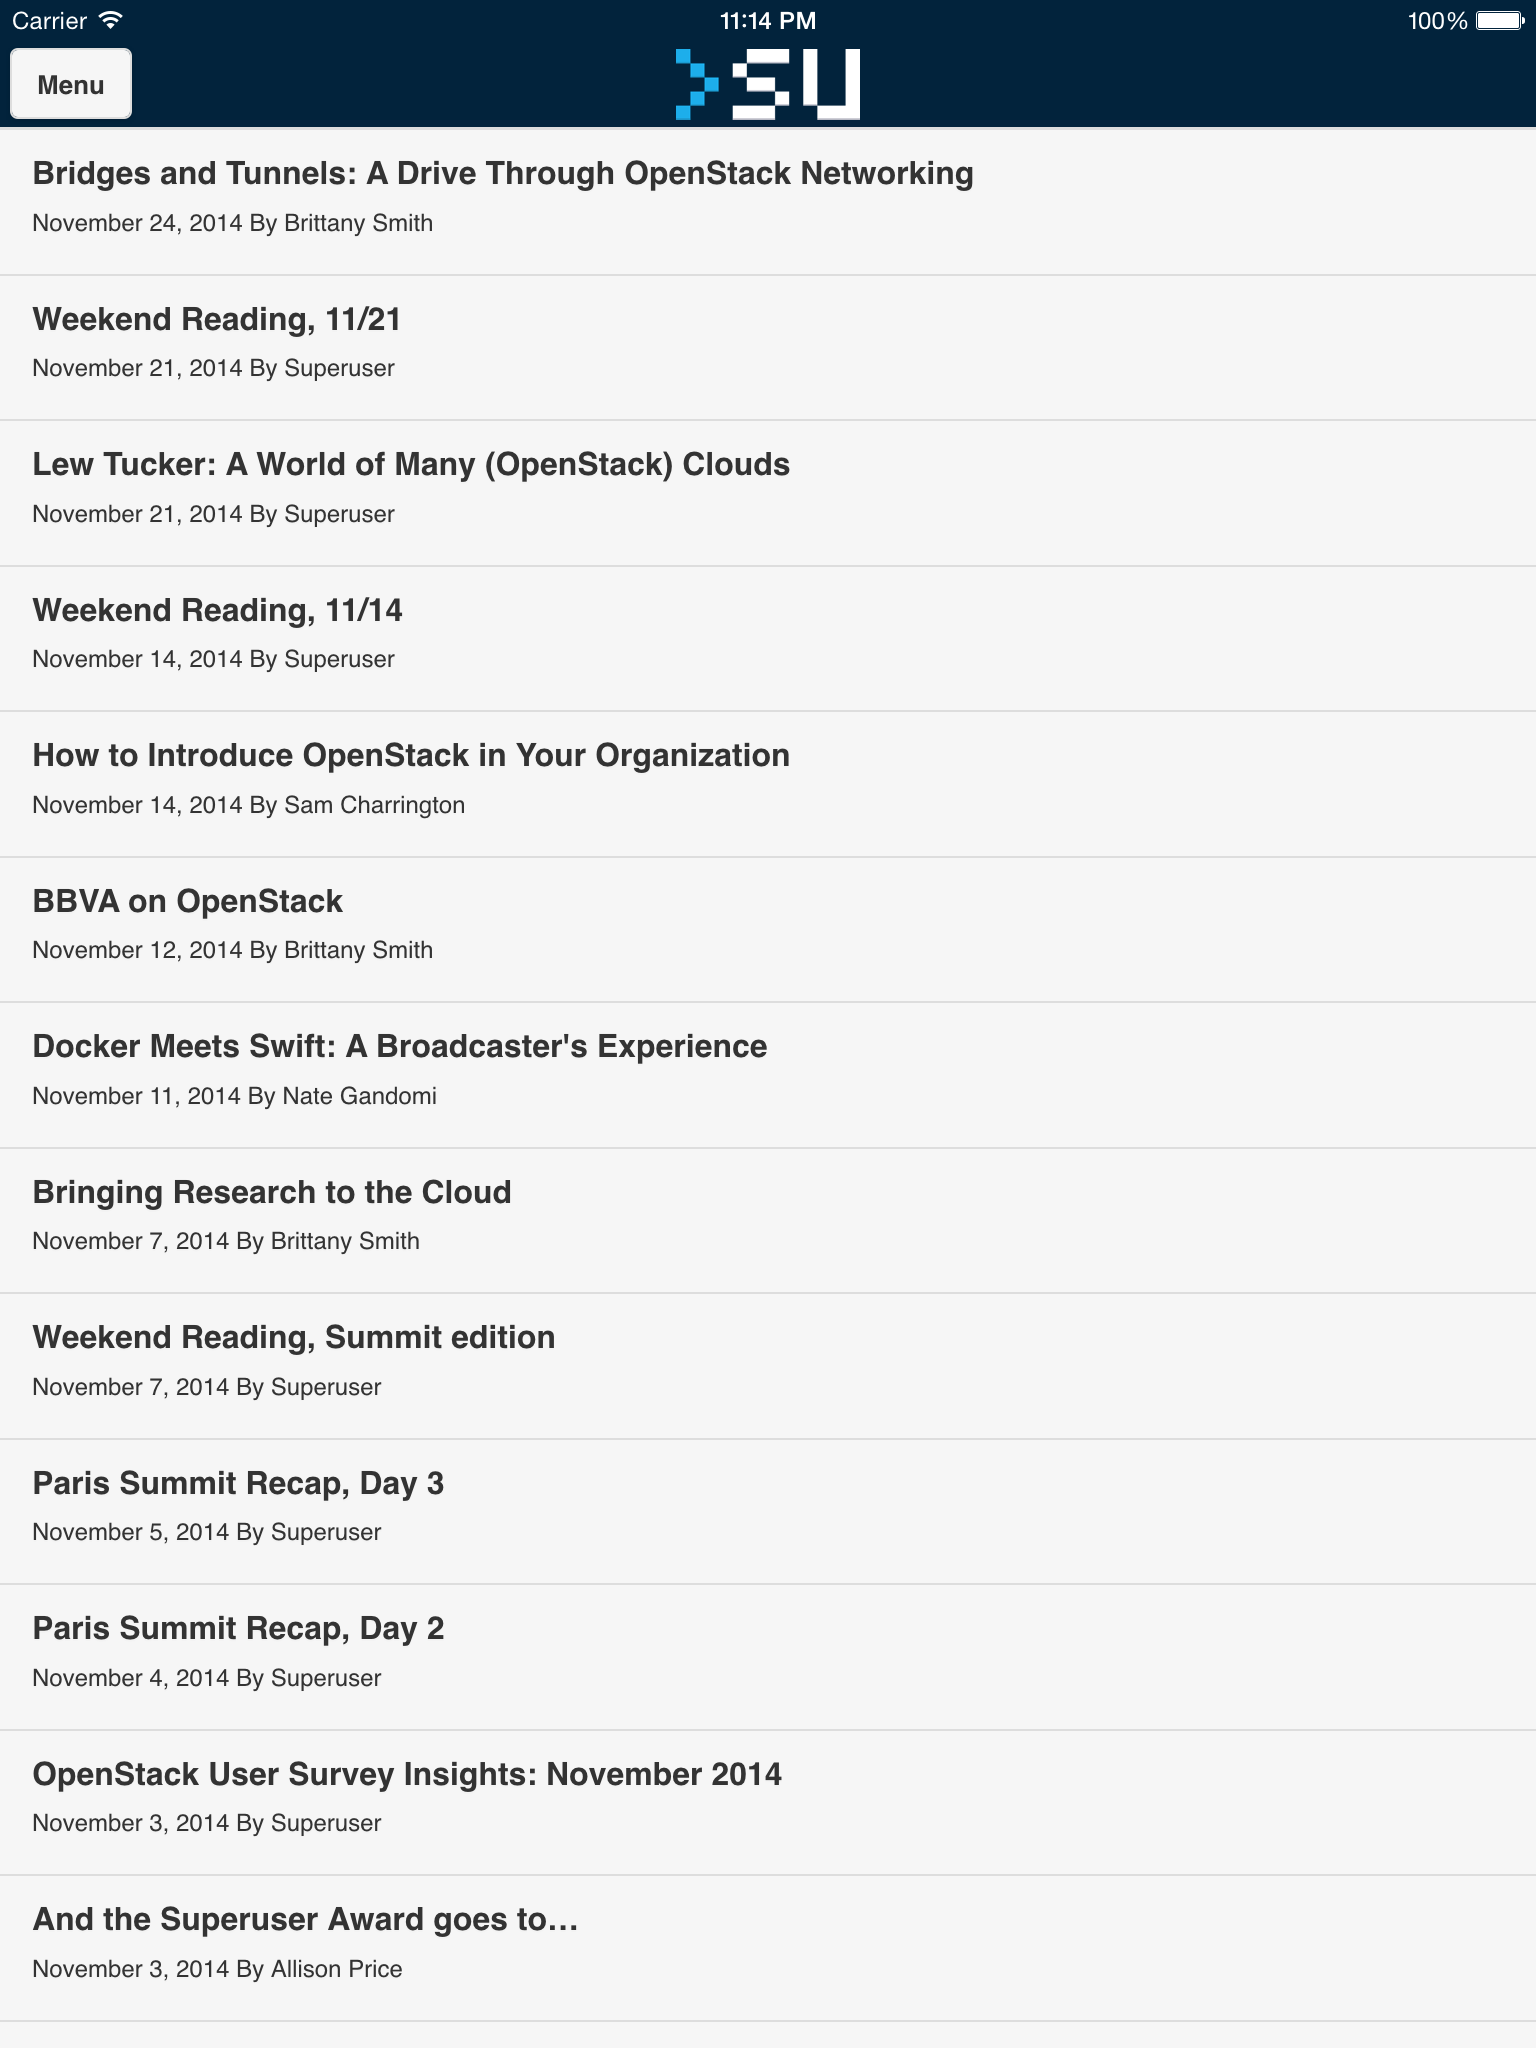 Carrier 11:14 PM 100%
Menu >SU
Bridges and Tunnels: A Drive Through OpenStack Networking
November 24, 2014 By Brittany Smith
Weekend Reading, 11/21
November 21, 2014 By Superuser
Lew Tucker: A World of Many (OpenStack) Clouds
November 21, 2014 By Superuser
Weekend Reading, 11/14
November 14, 2014 By Superuser
How to Introduce OpenStack in Your Organization
November 14, 2014 By Sam Charrington
BBVA on OpenStack
November 12, 2014 By Brittany Smith
Docker Meets Swift: A Broadcaster's Experience
November 11, 2014 By Nate Gandomi
Bringing Research to the Cloud
November 7, 2014 By Brittany Smith
Weekend Reading, Summit edition
November 7, 2014 By Superuser
Paris Summit Recap, Day 3
November 5, 2014 By Superuser
Paris Summit Recap, Day 2
November 4, 2014 By Superuser
OpenStack User Survey Insights: November 2014
November 3, 2014 By Superuser
And the Superuser Award goes to…
November 3, 2014 By Allison Price